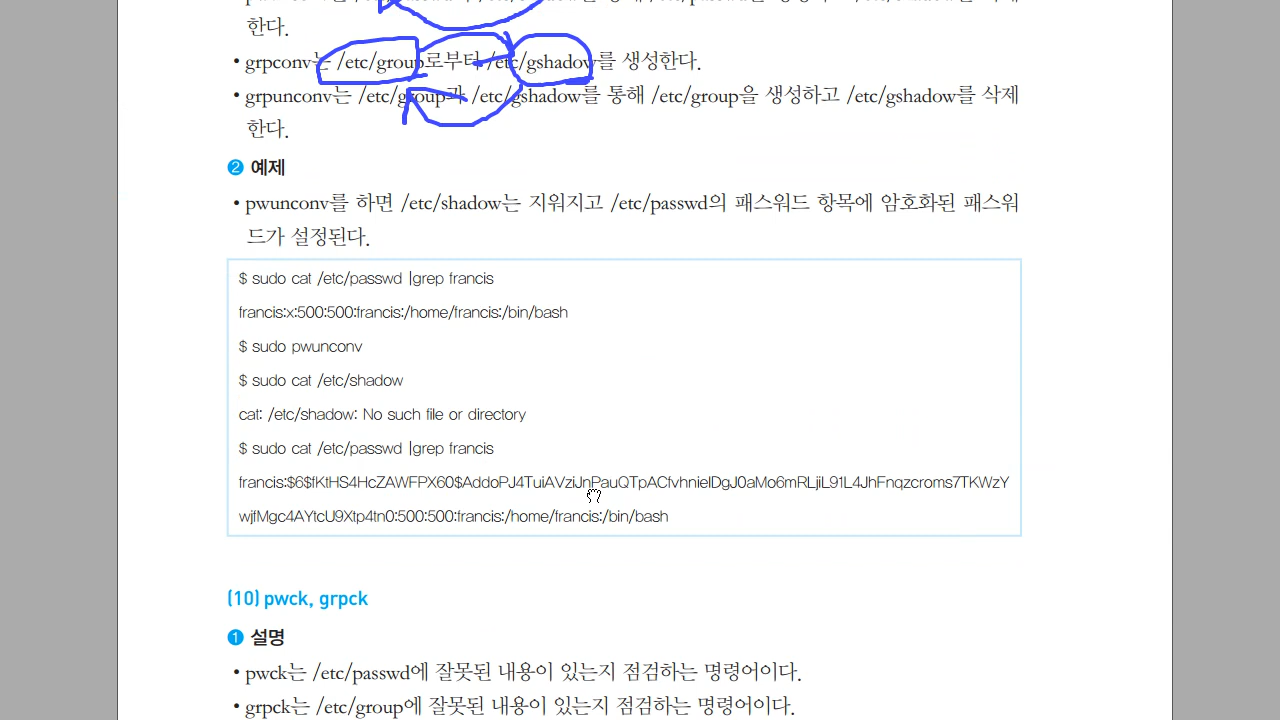 한다.
• grpconv는 /etc/group로부터 /etc/gshadow를 생성한다.
• grpunconv는 /etc/group과 /etc/gshadow를 통해 /etc/group을 생성하고 /etc/gshadow를 삭제
한다.
❷ 예제
• pwunconv를 하면 /etc/shadow는 지워지고 /etc/passwd의 패스워드 항목에 암호화된 패스워
드가 설정된다.
$ sudo cat /etc/passwd |grep francis
francis:x:500:500:francis:/home/francis:/bin/bash
$ sudo pwunconv
$ sudo cat /etc/shadow
cat: /etc/shadow: No such file or directory
$ sudo cat /etc/passwd |grep francis
wjfMgc4AYtcU9Xtp4tn0:500:500:francis:/home/francis:/bin/bash
(10) pwck, grpck
❶ 설명
• pwck는 /etc/passwd에 잘못된 내용이 있는지 점검하는 명령어이다.
• grpck는 /etc/group에 잘못된 내용이 있는지 점검하는 명령어이다.